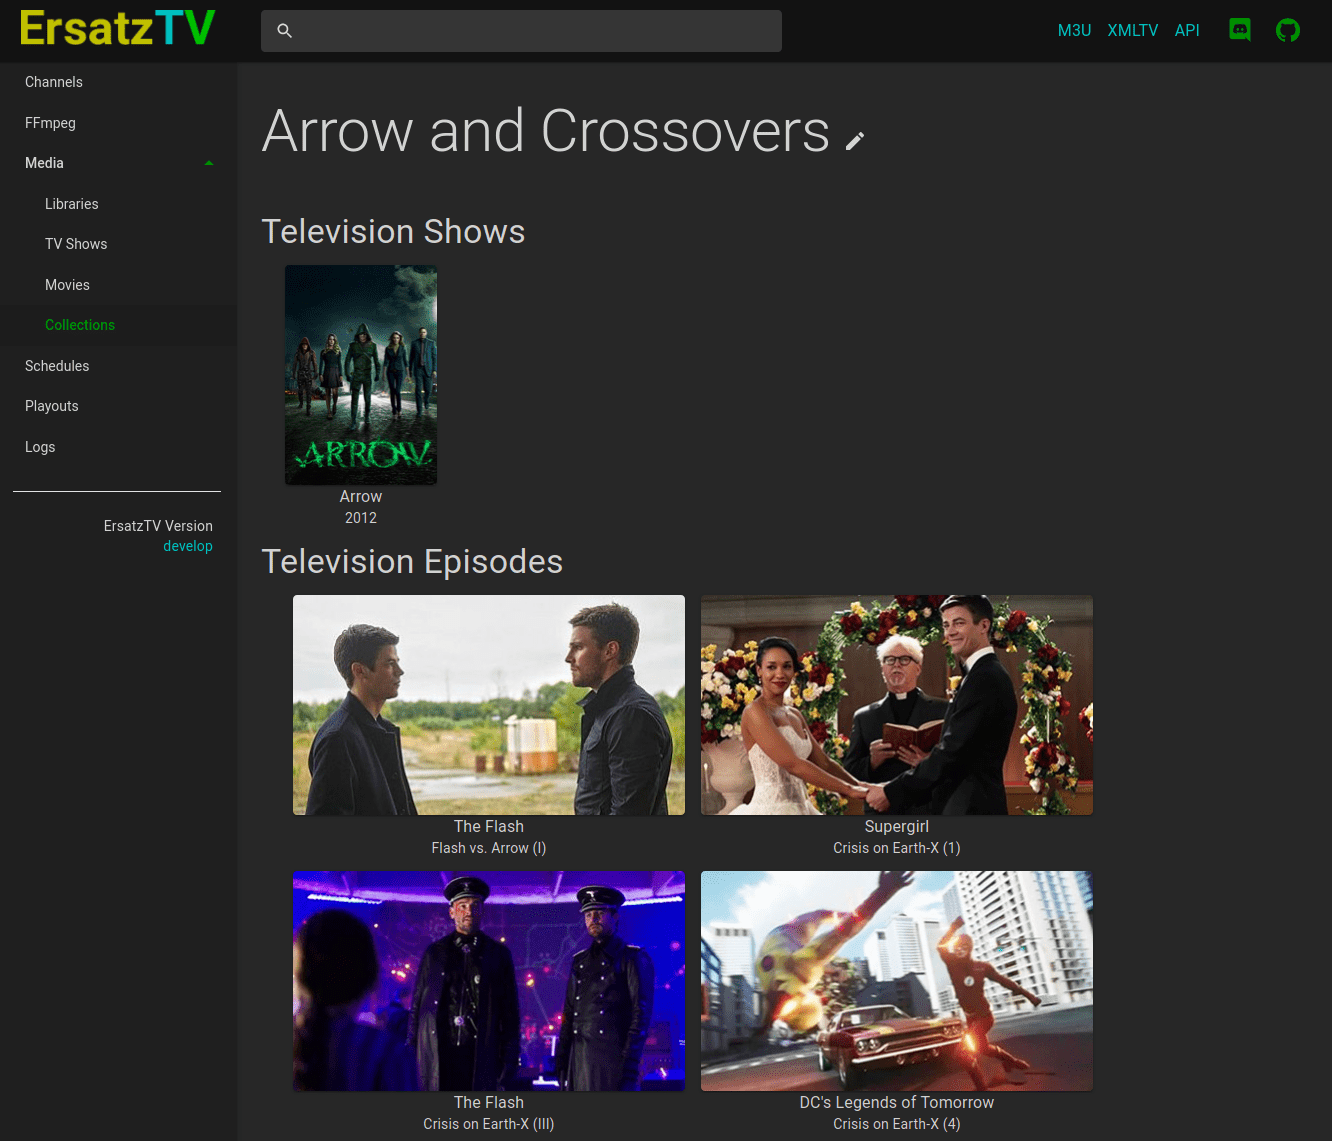 ErsatzTV
M3U XMLTV API
Channels
FFmpeg
Media
Libraries
TV Shows
Movies
Collections
Schedules
Playouts
Logs
ErsatzTV Version
develop
Arrow and Crossovers
Television Shows
ARROW
Arrow
2012
Television Episodes
The Flash
Flash vs. Arrow (I)
Supergirl
Crisis on Earth-X (1)
The Flash
Crisis on Earth-X (III)
DC's Legends of Tomorrow
Crisis on Earth-X (4)